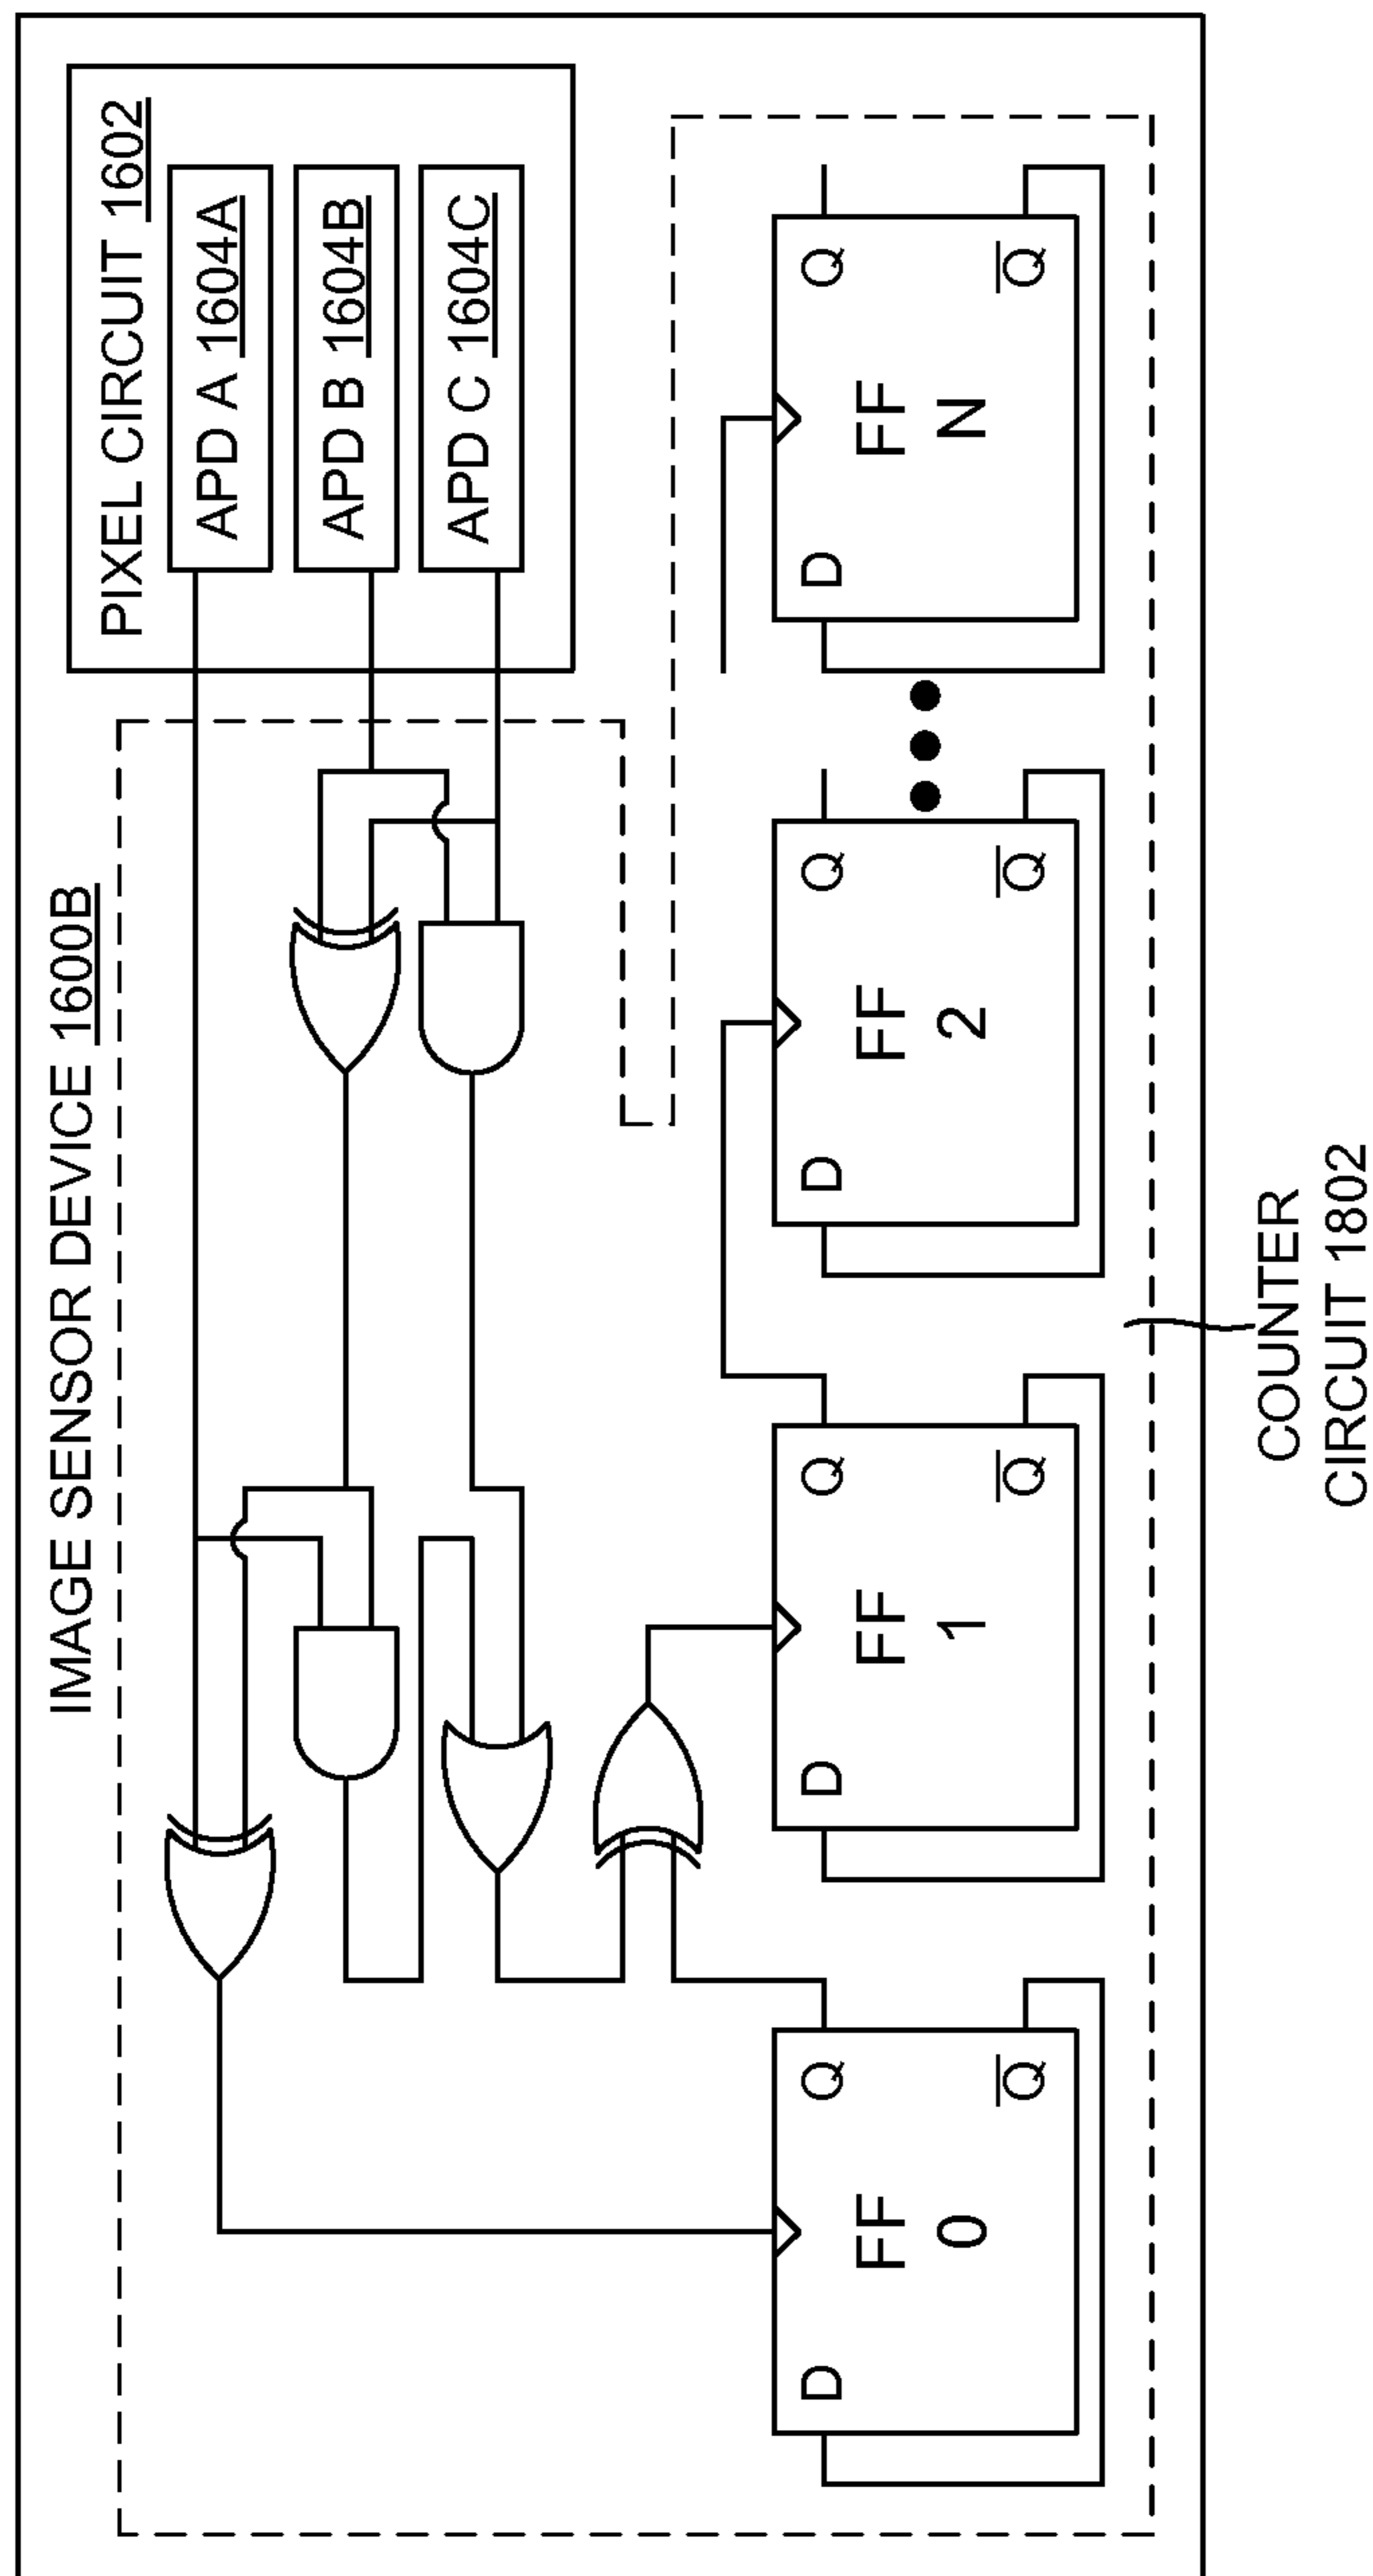 IMAGE SENSOR DEVICE 1600B
PIXEL CIRCUIT 1602
APD A 1604A
APD B 1604B
APD C 1604C
D Q
FF
0
Q
D Q
FF
1
Q
D Q
FF
2
Q
D Q
FF
N
Q
COUNTER
CIRCUIT 1802